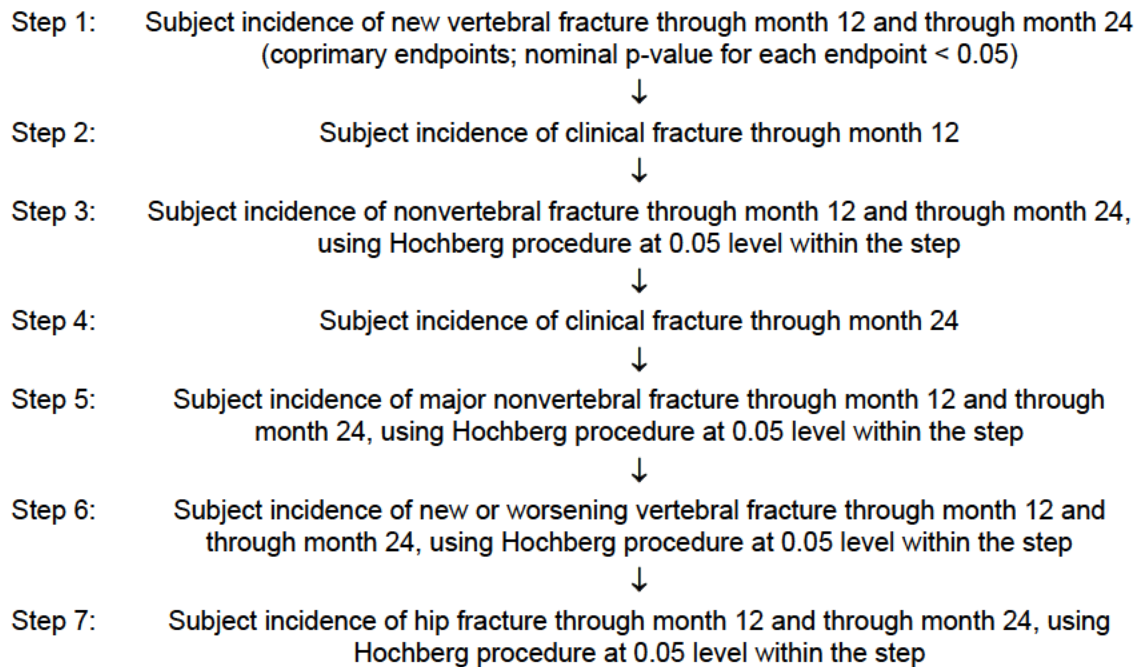 Step 1: Subject incidence of new vertebral fracture through month 12 and through month 24
(coprimary endpoints; nominal p-value for each endpoint < 0.05)
↓
Step 2: Subject incidence of clinical fracture through month 12
↓
Step 3: Subject incidence of nonvertebral fracture through month 12 and through month 24,
using Hochberg procedure at 0.05 level within the step
↓
Step 4: Subject incidence of clinical fracture through month 24
↓
Step 5: Subject incidence of major nonvertebral fracture through month 12 and through
month 24, using Hochberg procedure at 0.05 level within the step
↓
Step 6: Subject incidence of new or worsening vertebral fracture through month 12 and
through month 24, using Hochberg procedure at 0.05 level within the step
↓
Step 7: Subject incidence of hip fracture through month 12 and through month 24, using
Hochberg procedure at 0.05 level within the step